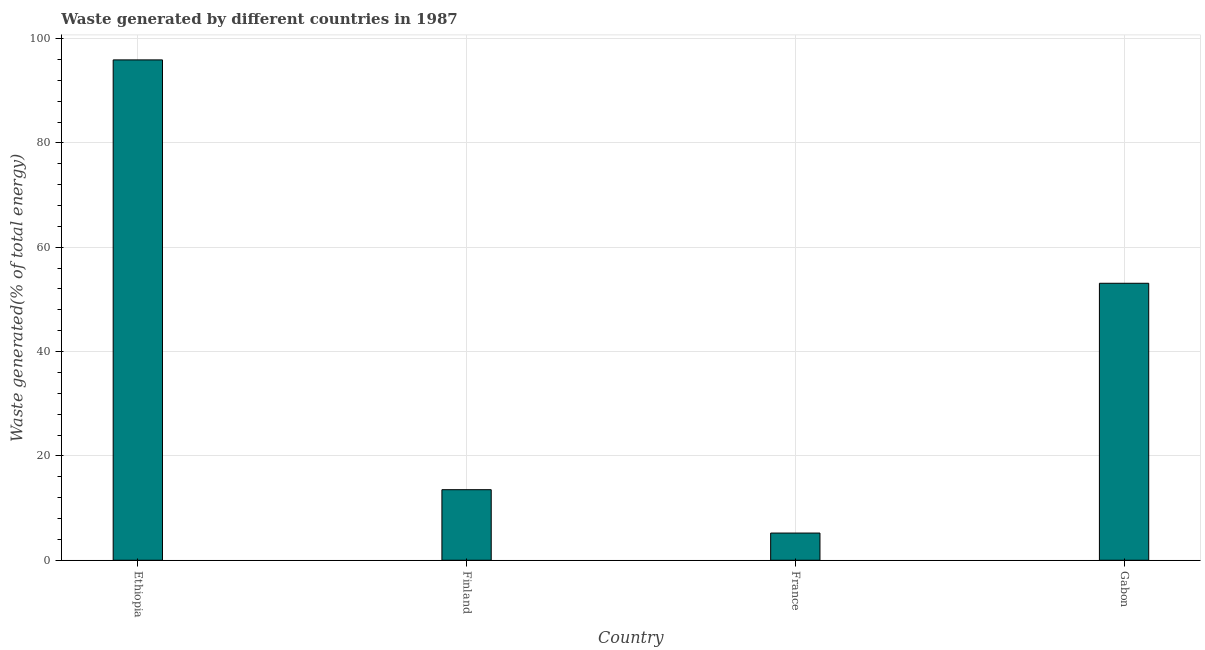 Waste generated by different countries in 1987
Waste generated(% of total energy)
100
80
60
40
20
0
Ethiopia
Finland
France
Gabon
Country